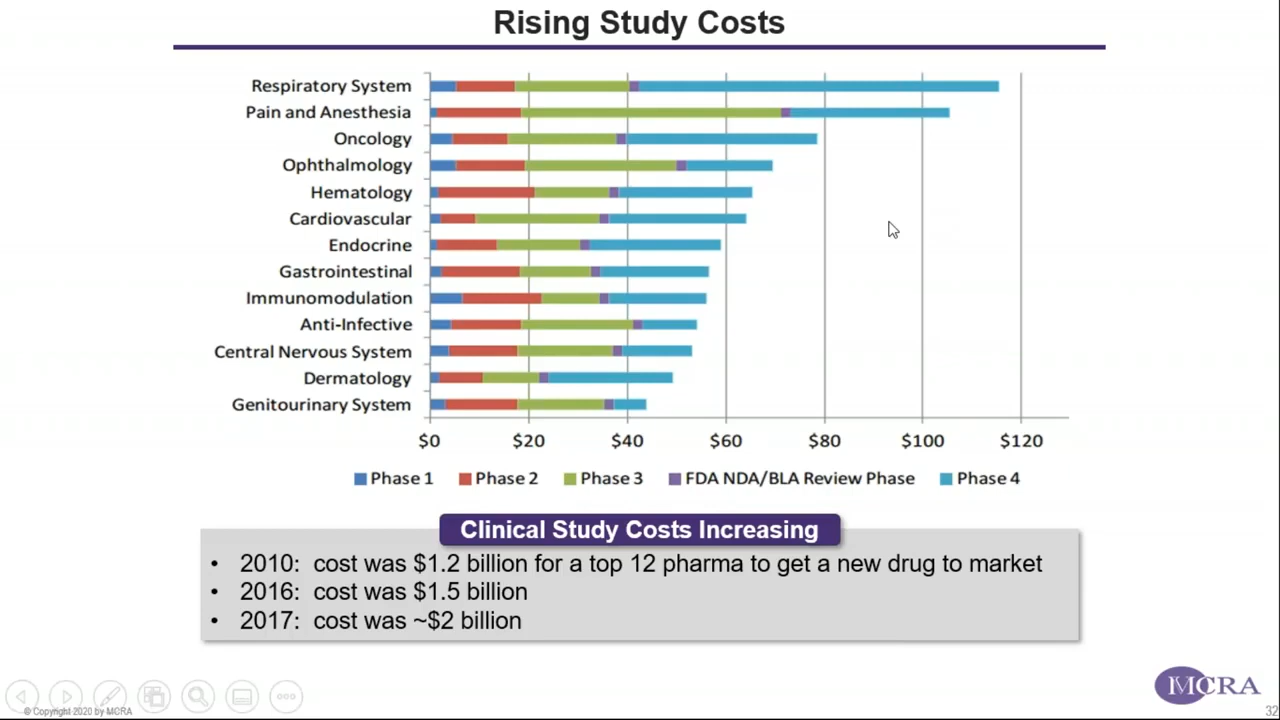 Rising Study Costs
Respiratory System
Pain and Anesthesia
Oncology
Ophthalmology
Hematology
Cardiovascular
Endocrine
Gastrointestinal
Immunomodulation
Anti-Infective
Central Nervous System
Dermatology
Genitourinary System
$0 $20 $40 $60 $80 $100 $120
Phase 1 Phase 2 Phase 3 FDA NDA/BLA Review Phase Phase 4
Clinical Study Costs Increasing
• 2010: cost was $1.2 billion for a top 12 pharma to get a new drug to market
• 2016: cost was $1.5 billion
• 2017: cost was ~$2 billion
MCRA
© Copyright 2020 by MCRA
32